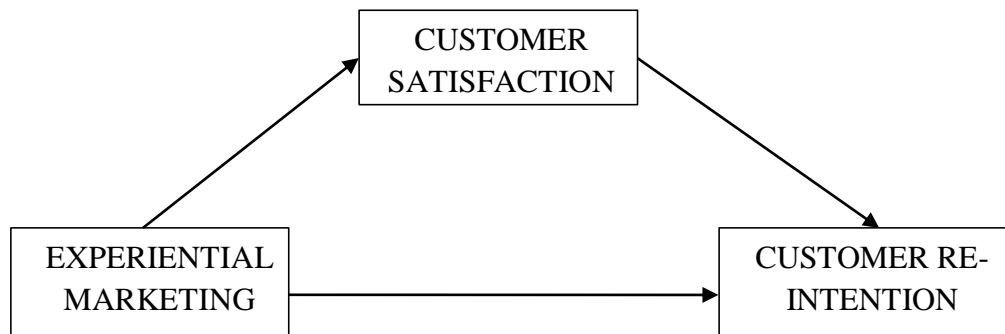 CUSTOMER
SATISFACTION
EXPERIENTIAL
MARKETING
CUSTOMER RE-
INTENTION